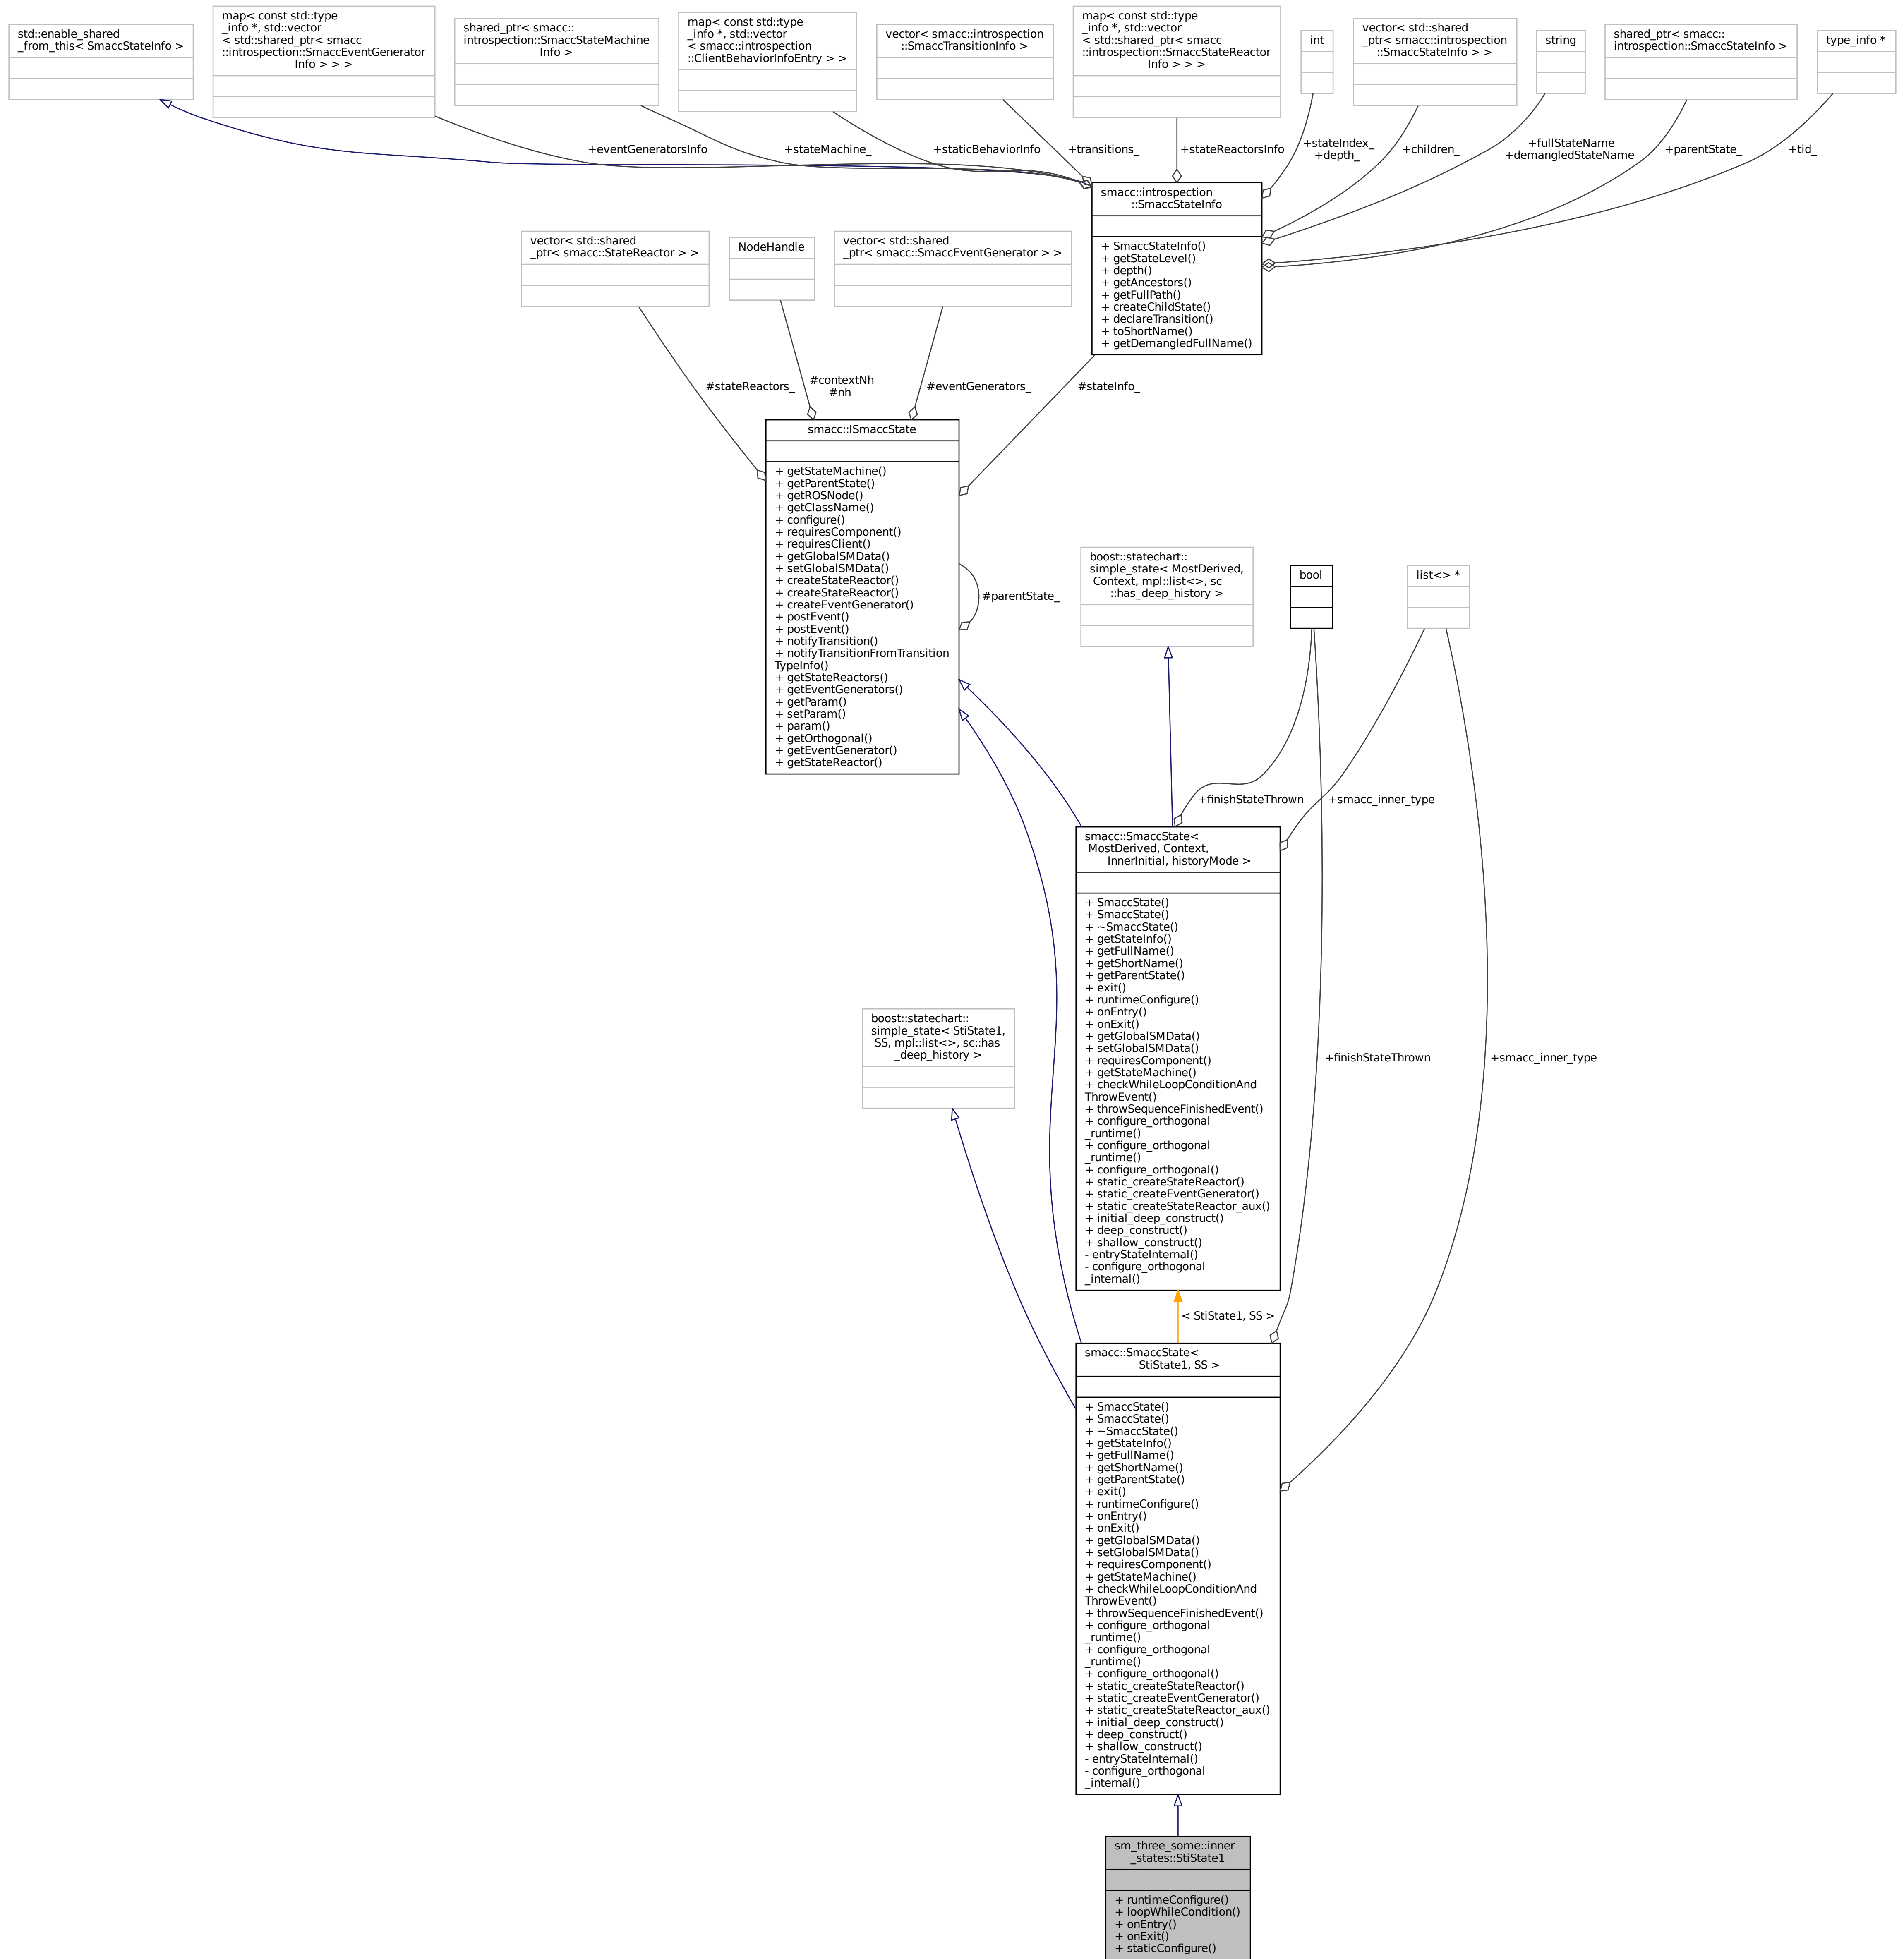 std::enable_shared
_from_this< SmaccStateInfo >
map< const std::type
_info *, std::vector
< std::shared_ptr< smacc
::introspection::SmaccEventGenerator
Info > > >
shared_ptr< smacc::
introspection::SmaccStateMachine
Info >
map< const std::type
_info *, std::vector
< smacc::introspection
::ClientBehaviorInfoEntry > >
vector< smacc::introspection
::SmaccTransitionInfo >
map< const std::type
_info *, std::vector
< std::shared_ptr< smacc
::introspection::SmaccStateReactor
Info > > >
int
vector< std::shared
_ptr< smacc::introspection
::SmaccStateInfo > >
string
shared_ptr< smacc::
introspection::SmaccStateInfo >
type_info *
+eventGeneratorsInfo
+stateMachine_
+staticBehaviorInfo
+transitions_
+stateReactorsInfo
+stateIndex_
+depth_
+children_
+fullStateName
+demangledStateName
+parentState_
+tid_
smacc::introspection
::SmaccStateInfo
+ SmaccStateInfo()
+ getStateLevel()
+ depth()
+ getAncestors()
+ getFullPath()
+ createChildState()
+ declareTransition()
+ toShortName()
+ getDemangledFullName()
vector< std::shared
_ptr< smacc::StateReactor > >
NodeHandle
vector< std::shared
_ptr< smacc::SmaccEventGenerator > >
#stateReactors_
#contextNh
#nh
#eventGenerators_
#stateInfo_
smacc::ISmaccState
+ getStateMachine()
+ getParentState()
+ getROSNode()
+ getClassName()
+ configure()
+ requiresComponent()
+ requiresClient()
+ getGlobalSMData()
+ setGlobalSMData()
+ createStateReactor()
+ createStateReactor()
+ createEventGenerator()
+ postEvent()
+ postEvent()
+ notifyTransition()
+ notifyTransitionFromTransition
TypeInfo()
+ getStateReactors()
+ getEventGenerators()
+ getParam()
+ setParam()
+ param()
+ getOrthogonal()
+ getEventGenerator()
+ getStateReactor()
#parentState_
boost::statechart::
simple_state< MostDerived,
Context, mpl::list<>, sc
::has_deep_history >
bool
list<> *
+finishStateThrown
+smacc_inner_type
smacc::SmaccState<
MostDerived, Context,
InnerInitial, historyMode >
+ SmaccState()
+ SmaccState()
+ ~SmaccState()
+ getStateInfo()
+ getFullName()
+ getShortName()
+ getParentState()
+ exit()
+ runtimeConfigure()
+ onEntry()
+ onExit()
+ getGlobalSMData()
+ setGlobalSMData()
+ requiresComponent()
+ getStateMachine()
+ checkWhileLoopConditionAnd
ThrowEvent()
+ throwSequenceFinishedEvent()
+ configure_orthogonal
_runtime()
+ configure_orthogonal
_runtime()
+ configure_orthogonal()
+ static_createStateReactor()
+ static_createEventGenerator()
+ static_createStateReactor_aux()
+ initial_deep_construct()
+ deep_construct()
+ shallow_construct()
- entryStateInternal()
- configure_orthogonal
_internal()
boost::statechart::
simple_state< StiState1,
SS, mpl::list<>, sc::has
_deep_history >
+finishStateThrown
+smacc_inner_type
< StiState1, SS >
smacc::SmaccState<
StiState1, SS >
+ SmaccState()
+ SmaccState()
+ ~SmaccState()
+ getStateInfo()
+ getFullName()
+ getShortName()
+ getParentState()
+ exit()
+ runtimeConfigure()
+ onEntry()
+ onExit()
+ getGlobalSMData()
+ setGlobalSMData()
+ requiresComponent()
+ getStateMachine()
+ checkWhileLoopConditionAnd
ThrowEvent()
+ throwSequenceFinishedEvent()
+ configure_orthogonal
_runtime()
+ configure_orthogonal
_runtime()
+ configure_orthogonal()
+ static_createStateReactor()
+ static_createEventGenerator()
+ static_createStateReactor_aux()
+ initial_deep_construct()
+ deep_construct()
+ shallow_construct()
- entryStateInternal()
- configure_orthogonal
_internal()
sm_three_some::inner
_states::StiState1
+ runtimeConfigure()
+ loopWhileCondition()
+ onEntry()
+ onExit()
+ staticConfigure()